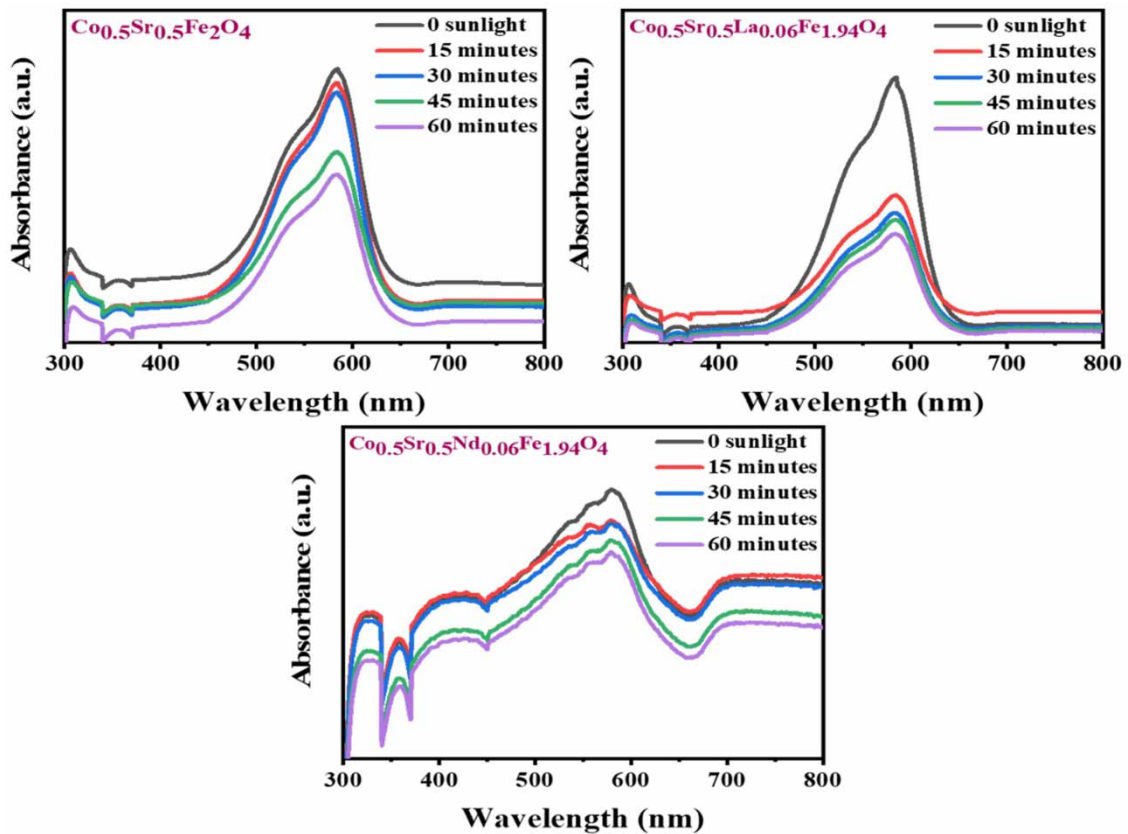 Co0.5Sr0.5Fe2O4
0 sunlight
15 minutes
30 minutes
45 minutes
60 minutes
Absorbance (a.u.)
300 400 500 600 700 800
Wavelength (nm)
Co0.5Sr0.5La0.06Fe1.94O4
0 sunlight
15 minutes
30 minutes
45 minutes
60 minutes
Absorbance (a.u.)
300 400 500 600 700 800
Wavelength (nm)
Co0.5Sr0.5Nd0.06Fe1.94O4
0 sunlight
15 minutes
30 minutes
45 minutes
60 minutes
Absorbance (a.u.)
300 400 500 600 700 800
Wavelength (nm)